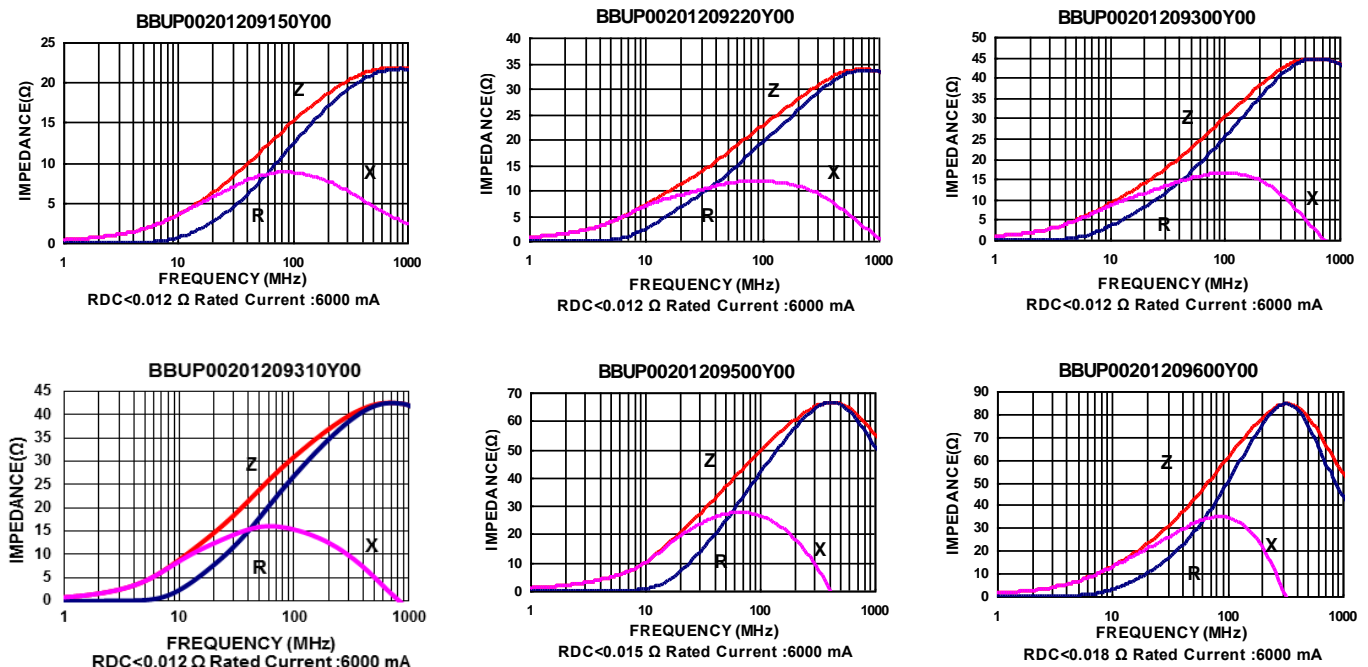 BBUP00201209150Y00
IMPEDANCE(Ω)
25
20
15
10
5
0
Z
X
R
1 10 100 1000
FREQUENCY (MHz)
RDC<0.012 Ω Rated Current :6000 mA
BBUP00201209220Y00
IMPEDANCE(Ω)
40
35
30
25
20
15
10
5
0
Z
X
R
1 10 100 1000
FREQUENCY (MHz)
RDC<0.012 Ω Rated Current :6000 mA
BBUP00201209300Y00
IMPEDANCE(Ω)
50
45
40
35
30
25
20
15
10
5
0
Z
X
R
1 10 100 1000
FREQUENCY (MHz)
RDC<0.012 Ω Rated Current :6000 mA
BBUP00201209310Y00
IMPEDANCE(Ω)
45
40
35
30
25
20
15
10
5
0
Z
X
R
1 10 100 1000
FREQUENCY (MHz)
RDC<0.012 Ω Rated Current :6000 mA
BBUP00201209500Y00
IMPEDANCE(Ω)
70
60
50
40
30
20
10
0
Z
X
R
1 10 100 1000
FREQUENCY (MHz)
RDC<0.015 Ω Rated Current :6000 mA
BBUP00201209600Y00
IMPEDANCE(Ω)
90
80
70
60
50
40
30
20
10
0
Z
X
R
1 10 100 1000
FREQUENCY (MHz)
RDC<0.018 Ω Rated Current :6000 mA